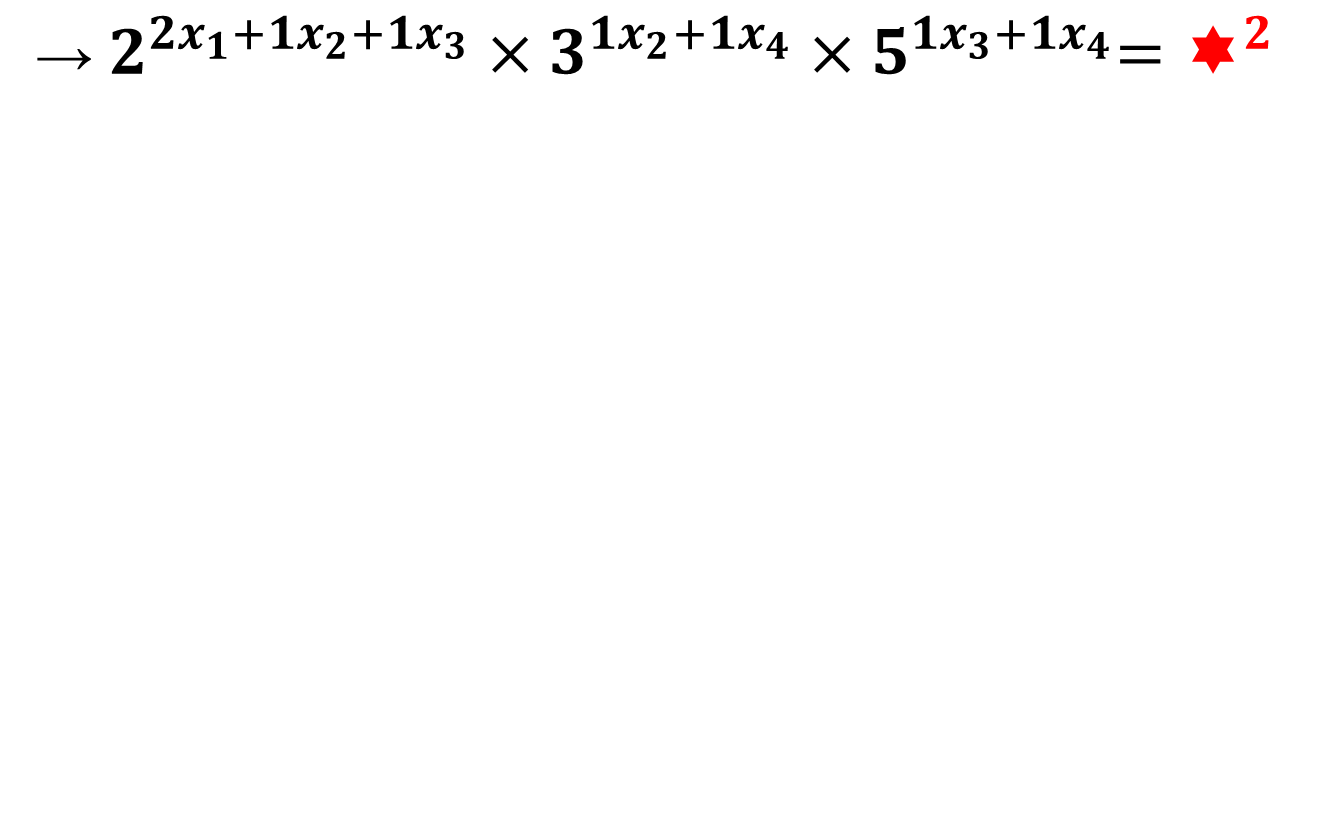 → 2^{2x₁+1x₂+1x₃} × 3^{1x₂+1x₄} × 5^{1x₃+1x₄} = ✶²